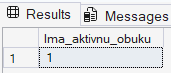 Results Messages
Ima_aktivnu_obuku
1 1